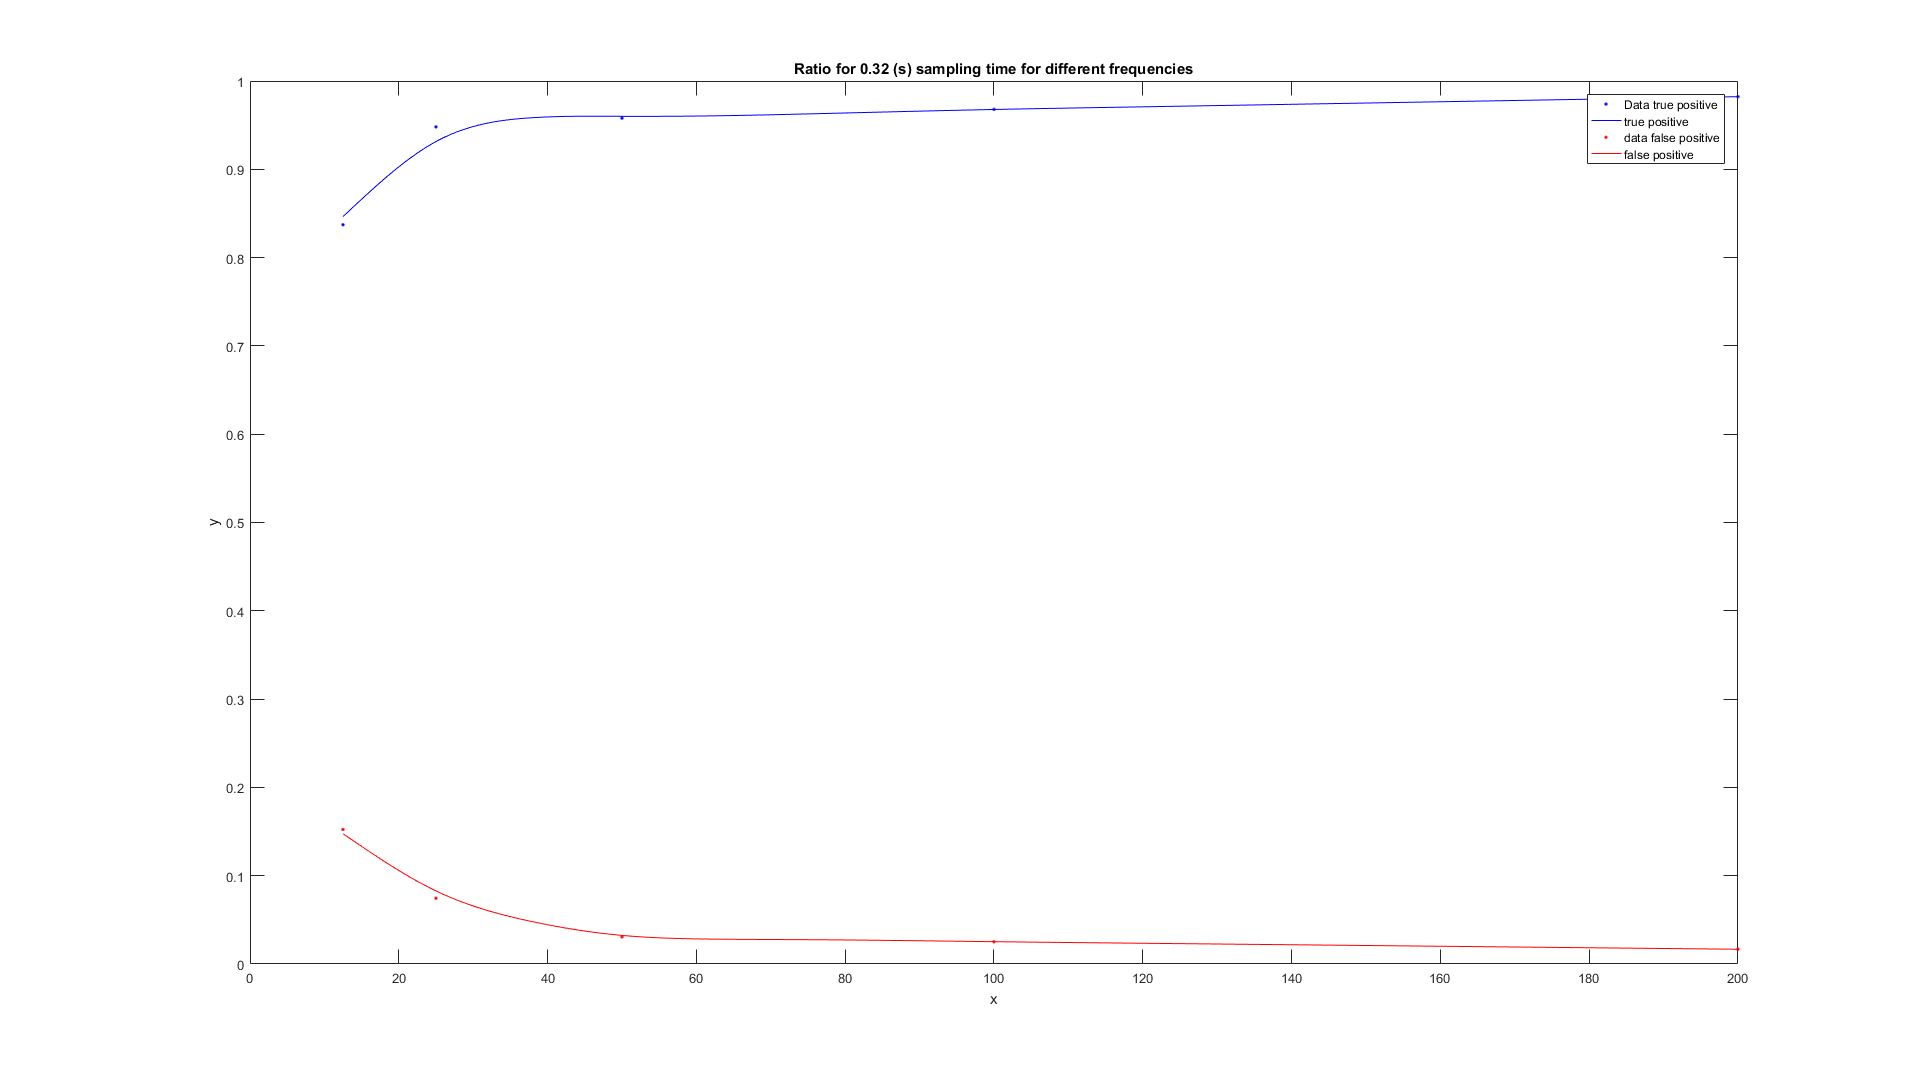 Ratio for 0.32 (s) sampling time for different frequencies
1
0.9
0.8
0.7
0.6
0.5
0.4
0.3
0.2
0.1
0
y
Data true positive
true positive
data false positive
false positive
0 20 40 60 80 100 120 140 160 180 200
x